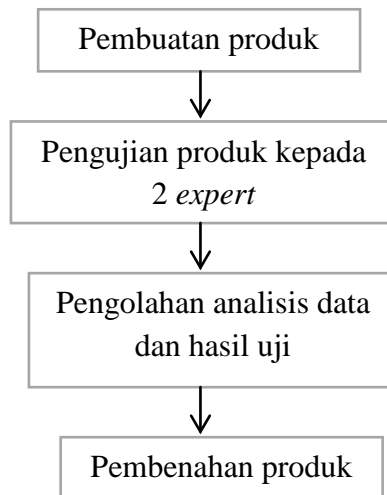 Pembuatan produk
Pengujian produk kepada
2 expert
Pengolahan analisis data
dan hasil uji
Pembenahan produk